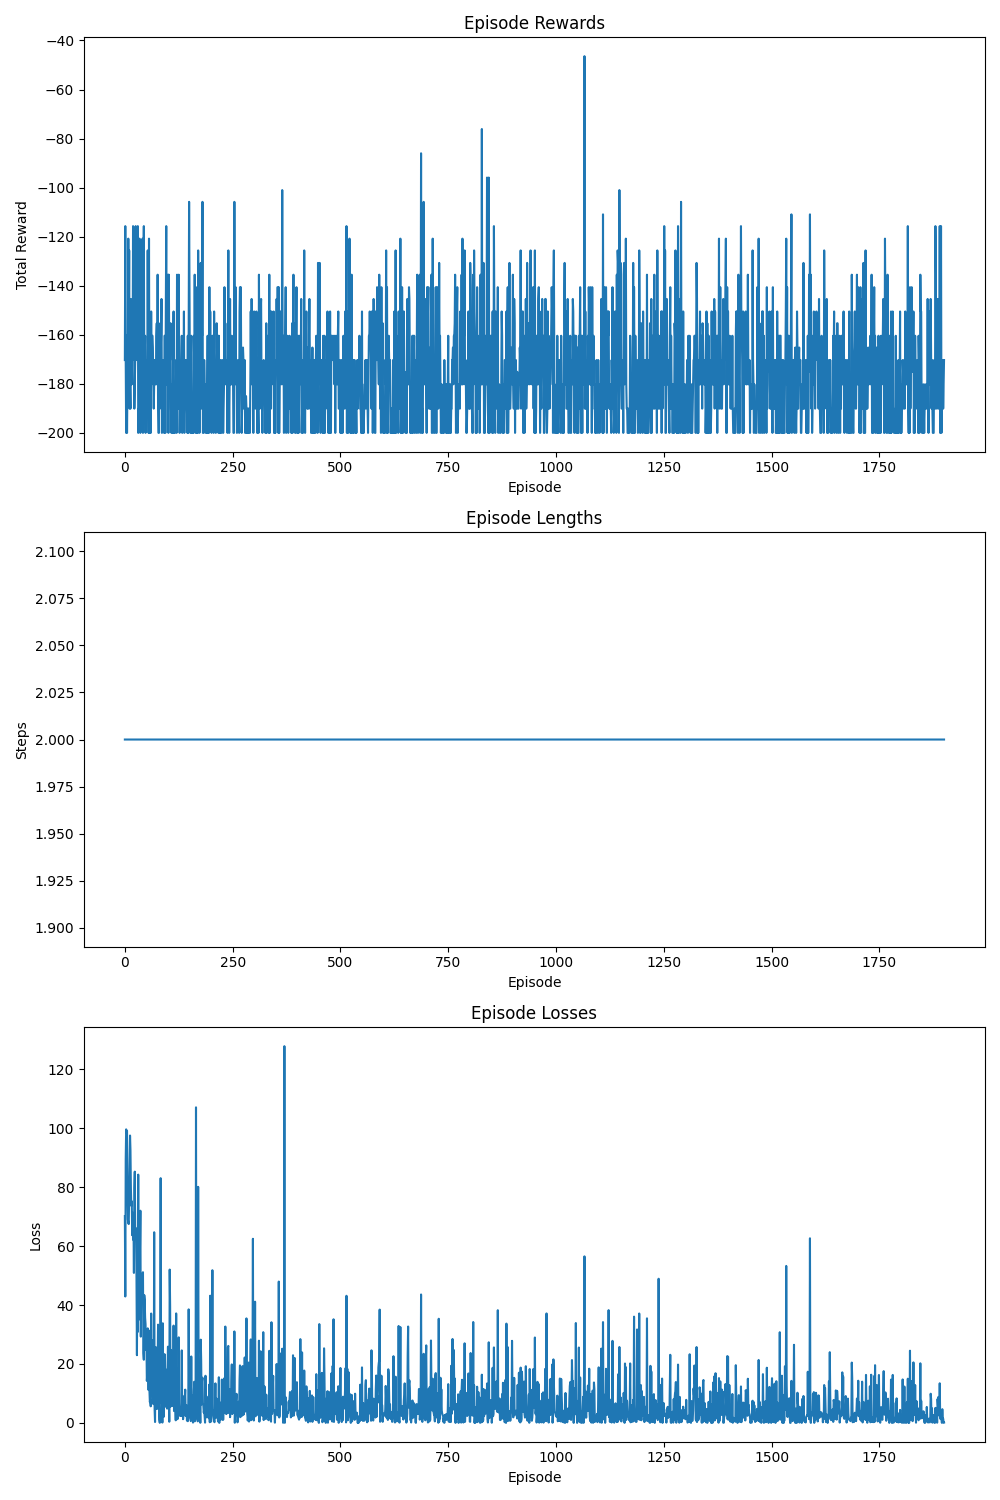 Episode Rewards
−40
−60
−80
−100
−120
−140
−160
−180
−200
Total Reward
0 250 500 750 1000 1250 1500 1750
Episode
Episode Lengths
2.100
2.075
2.050
2.025
2.000
1.975
1.950
1.925
1.900
Steps
0 250 500 750 1000 1250 1500 1750
Episode
Episode Losses
120
100
80
60
40
20
0
Loss
0 250 500 750 1000 1250 1500 1750
Episode